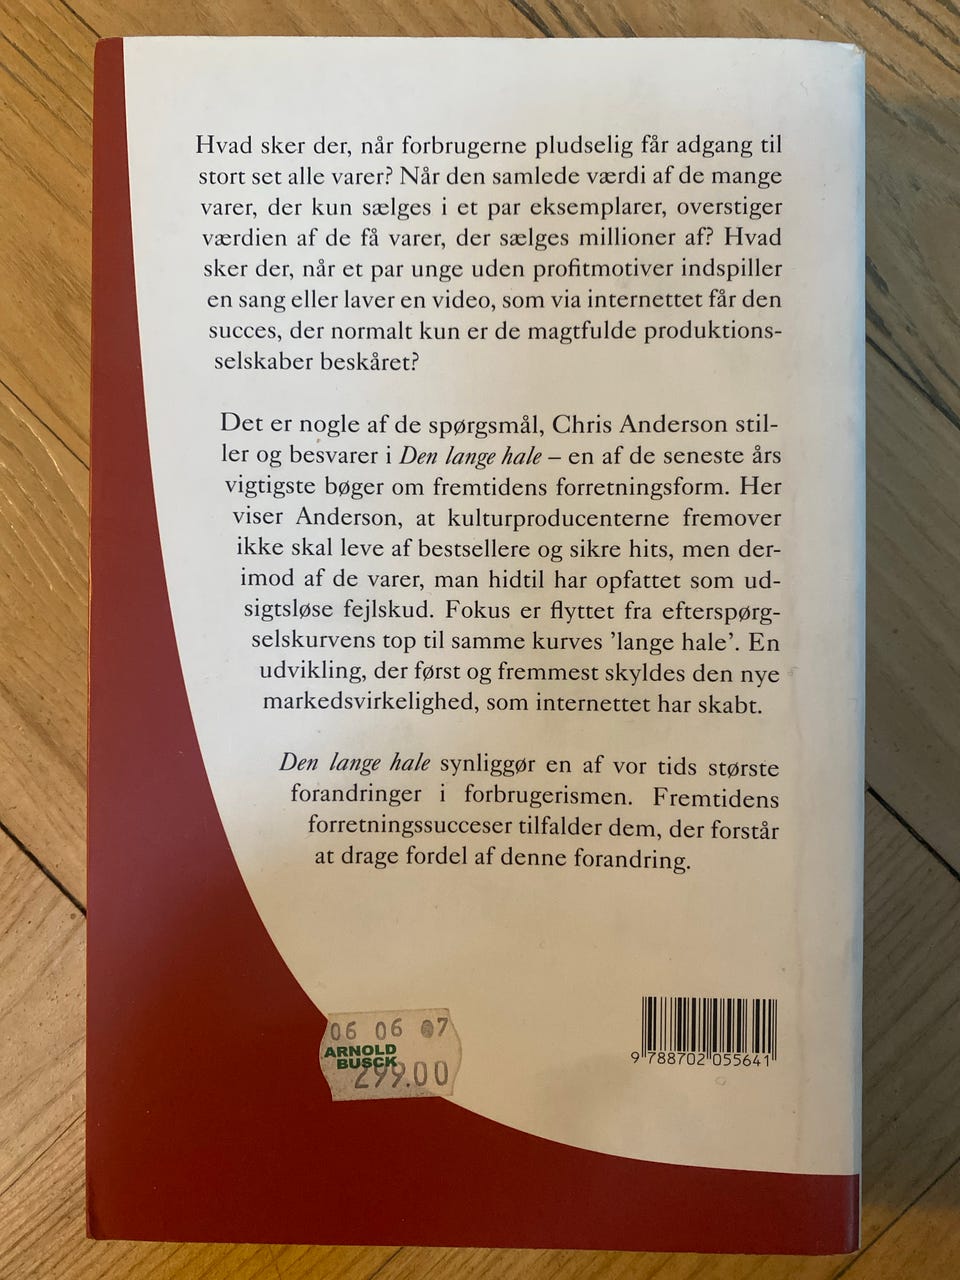 Hvad sker der, når forbrugerne pludselig får adgang til
stort set alle varer? Når den samlede værdi af de mange
varer, der kun sælges i et par eksemplarer, overstiger
værdien af de få varer, der sælges millioner af? Hvad
sker der, når et par unge uden profitmotiver indspiller
en sang eller laver en video, som via internettet får den
succes, der normalt kun er de magtfulde produktions-
selskaber beskåret?
Det er nogle af de spørgsmål, Chris Anderson stil-
ler og besvarer i Den lange hale – en af de seneste års
vigtigste bøger om fremtidens forretningsform. Her
viser Anderson, at kulturproducenterne fremover
ikke skal leve af bestsellere og sikre hits, men der-
imod af de varer, man hidtil har opfattet som ud-
sigtsløse fejlskud. Fokus er flyttet fra efterspørg-
selskurvens top til samme kurves ’lange hale’. En
udvikling, der først og fremmest skyldes den nye
markedsvirkelighed, som internettet har skabt.
Den lange hale synliggør en af vor tids største
forandringer i forbrugerismen. Fremtidens
forretningssucceser tilfalder dem, der forstår
at drage fordel af denne forandring.
06 06 07
ARNOLD
BUSCK
299.00
9 788702 055641